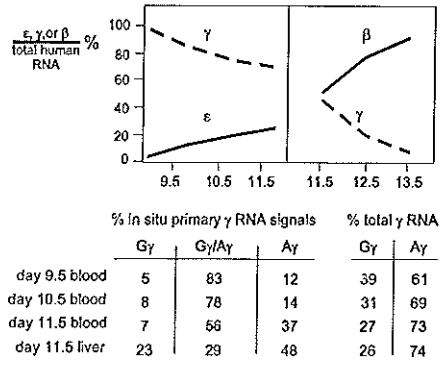 ε, γ, or β
total human
RNA
%
100
80
60
40
20
0
γ
ε
β
γ
9.5 10.5 11.5
11.5 12.5 13.5
% in situ primary γ RNA signals % total γ RNA
Gγ Gγ/Aγ Aγ Gγ Aγ
day 9.5 blood 5 83 12 39 61
day 10.5 blood 8 78 14 31 69
day 11.5 blood 7 56 37 27 73
day 11.5 liver 23 29 48 26 74